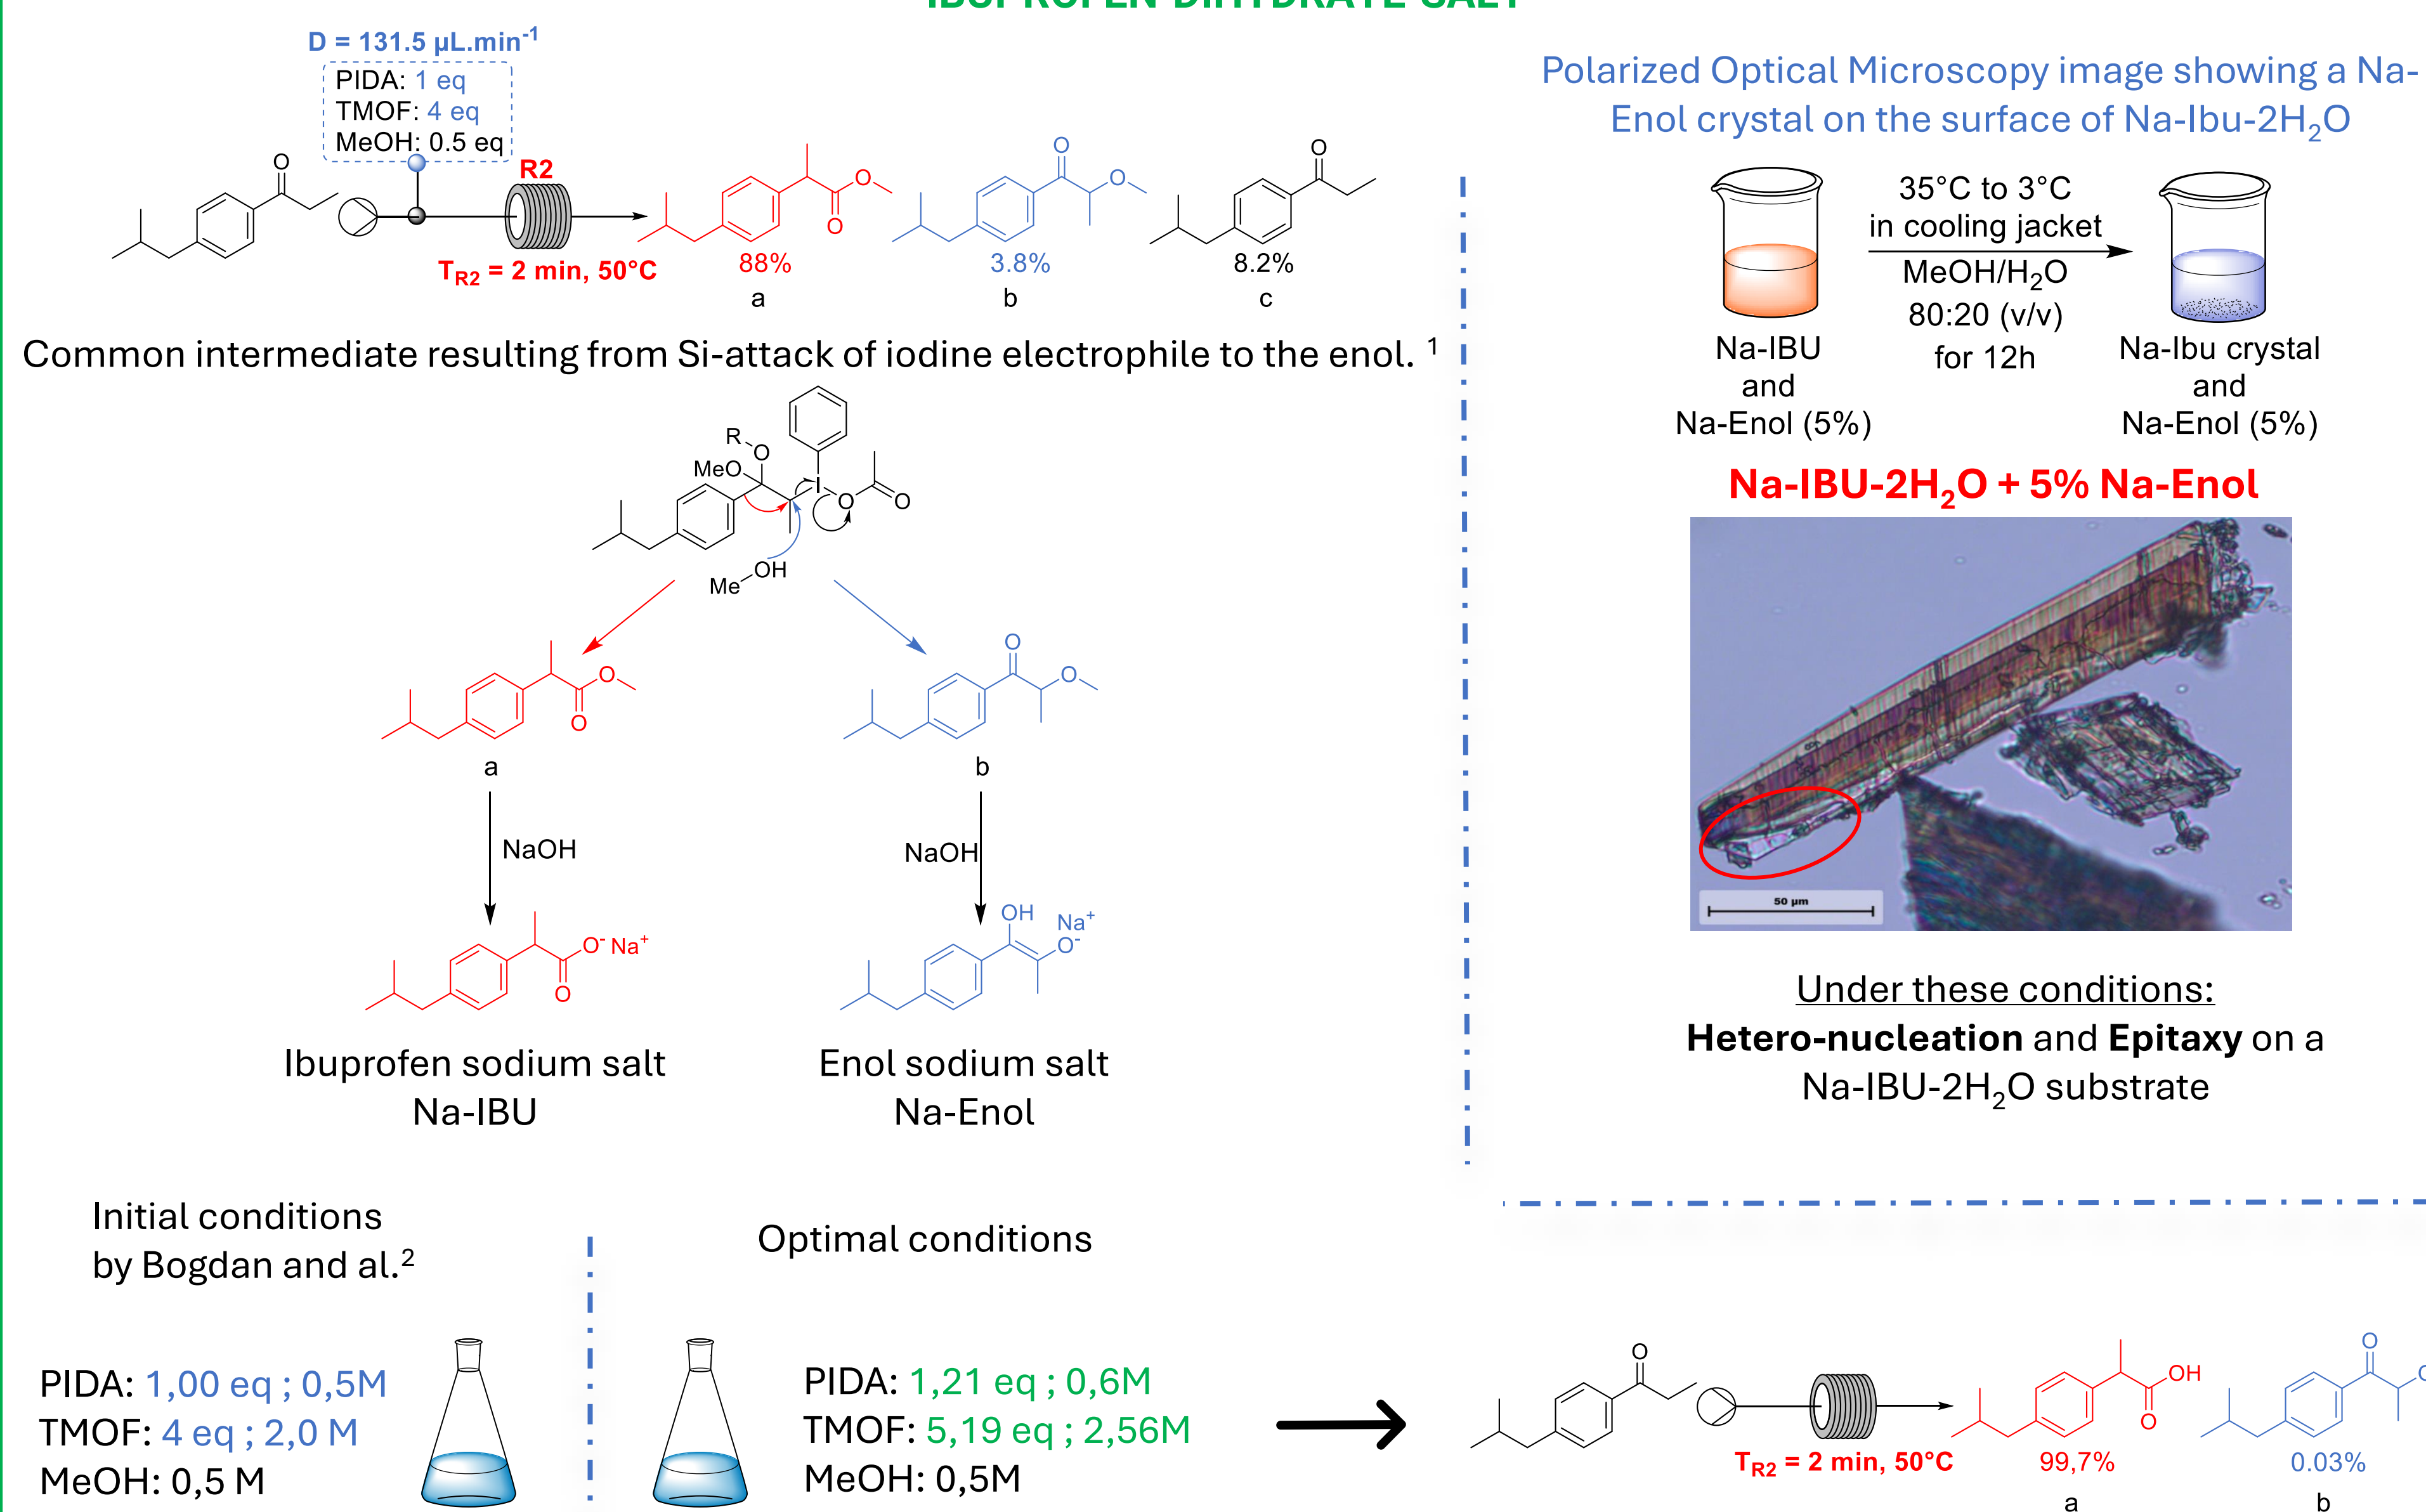 IBUPROFEN DIHYDRATE SALT
D = 131.5 µL.min⁻¹
PIDA: 1 eq
TMOF: 4 eq
MeOH: 0.5 eq
O
R2
T_R2 = 2 min, 50°C
O
O
88%
a
O
O
3.8%
b
O
8.2%
c
Common intermediate resulting from Si-attack of iodine electrophile to the enol. ¹
R
O
MeO
I
O
O
Me
OH
O
O
a
O
O
b
NaOH
NaOH
O⁻ Na⁺
O
OH
Na⁺
O⁻
Ibuprofen sodium salt
Na-IBU
Enol sodium salt
Na-Enol
Polarized Optical Microscopy image showing a Na-
Enol crystal on the surface of Na-Ibu-2H₂O
35°C to 3°C
in cooling jacket
MeOH/H₂O
80:20 (v/v)
for 12h
Na-IBU
and
Na-Enol (5%)
Na-Ibu crystal
and
Na-Enol (5%)
Na-IBU-2H₂O + 5% Na-Enol
50 µm
Under these conditions:
Hetero-nucleation and Epitaxy on a
Na-IBU-2H₂O substrate
Initial conditions
by Bogdan and al.²
PIDA: 1,00 eq ; 0,5M
TMOF: 4 eq ; 2,0 M
MeOH: 0,5 M
Optimal conditions
PIDA: 1,21 eq ; 0,6M
TMOF: 5,19 eq ; 2,56M
MeOH: 0,5M
O
T_R2 = 2 min, 50°C
OH
O
99,7%
a
O
0.03%
b